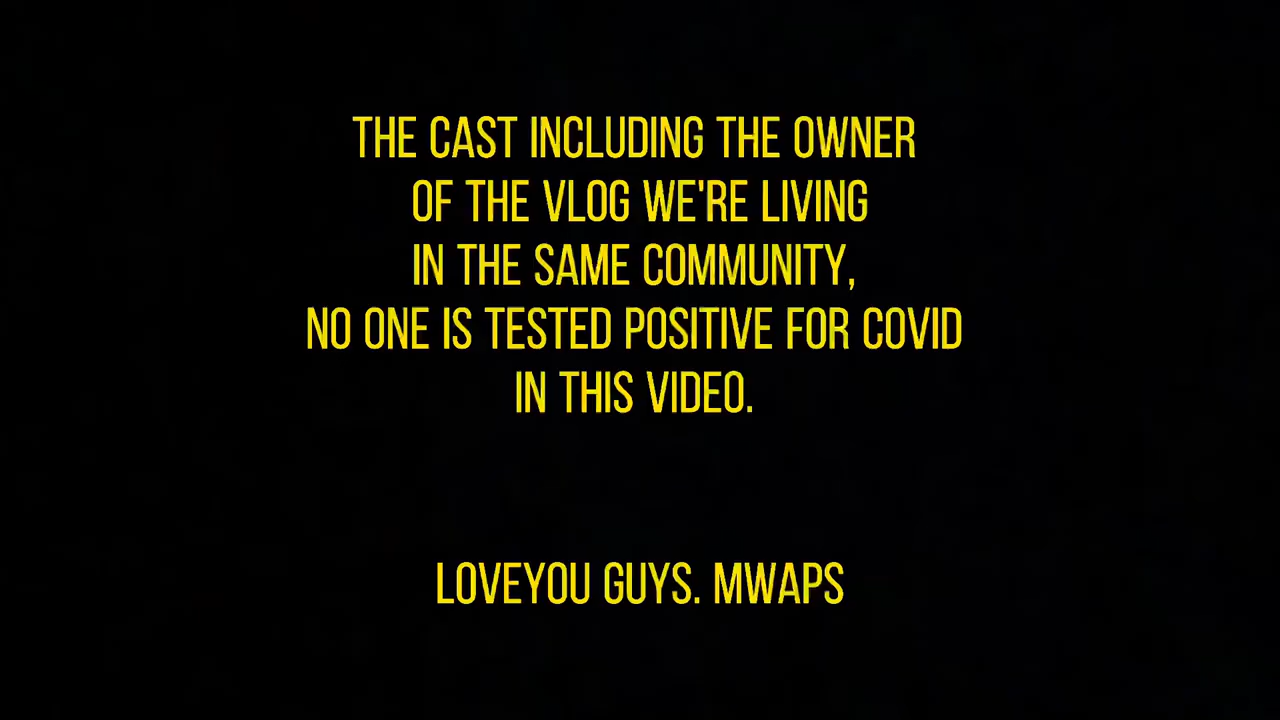 THE CAST INCLUDING THE OWNER
OF THE VLOG WE'RE LIVING
IN THE SAME COMMUNITY,
NO ONE IS TESTED POSITIVE FOR COVID
IN THIS VIDEO.
LOVEYOU GUYS. MWAPS